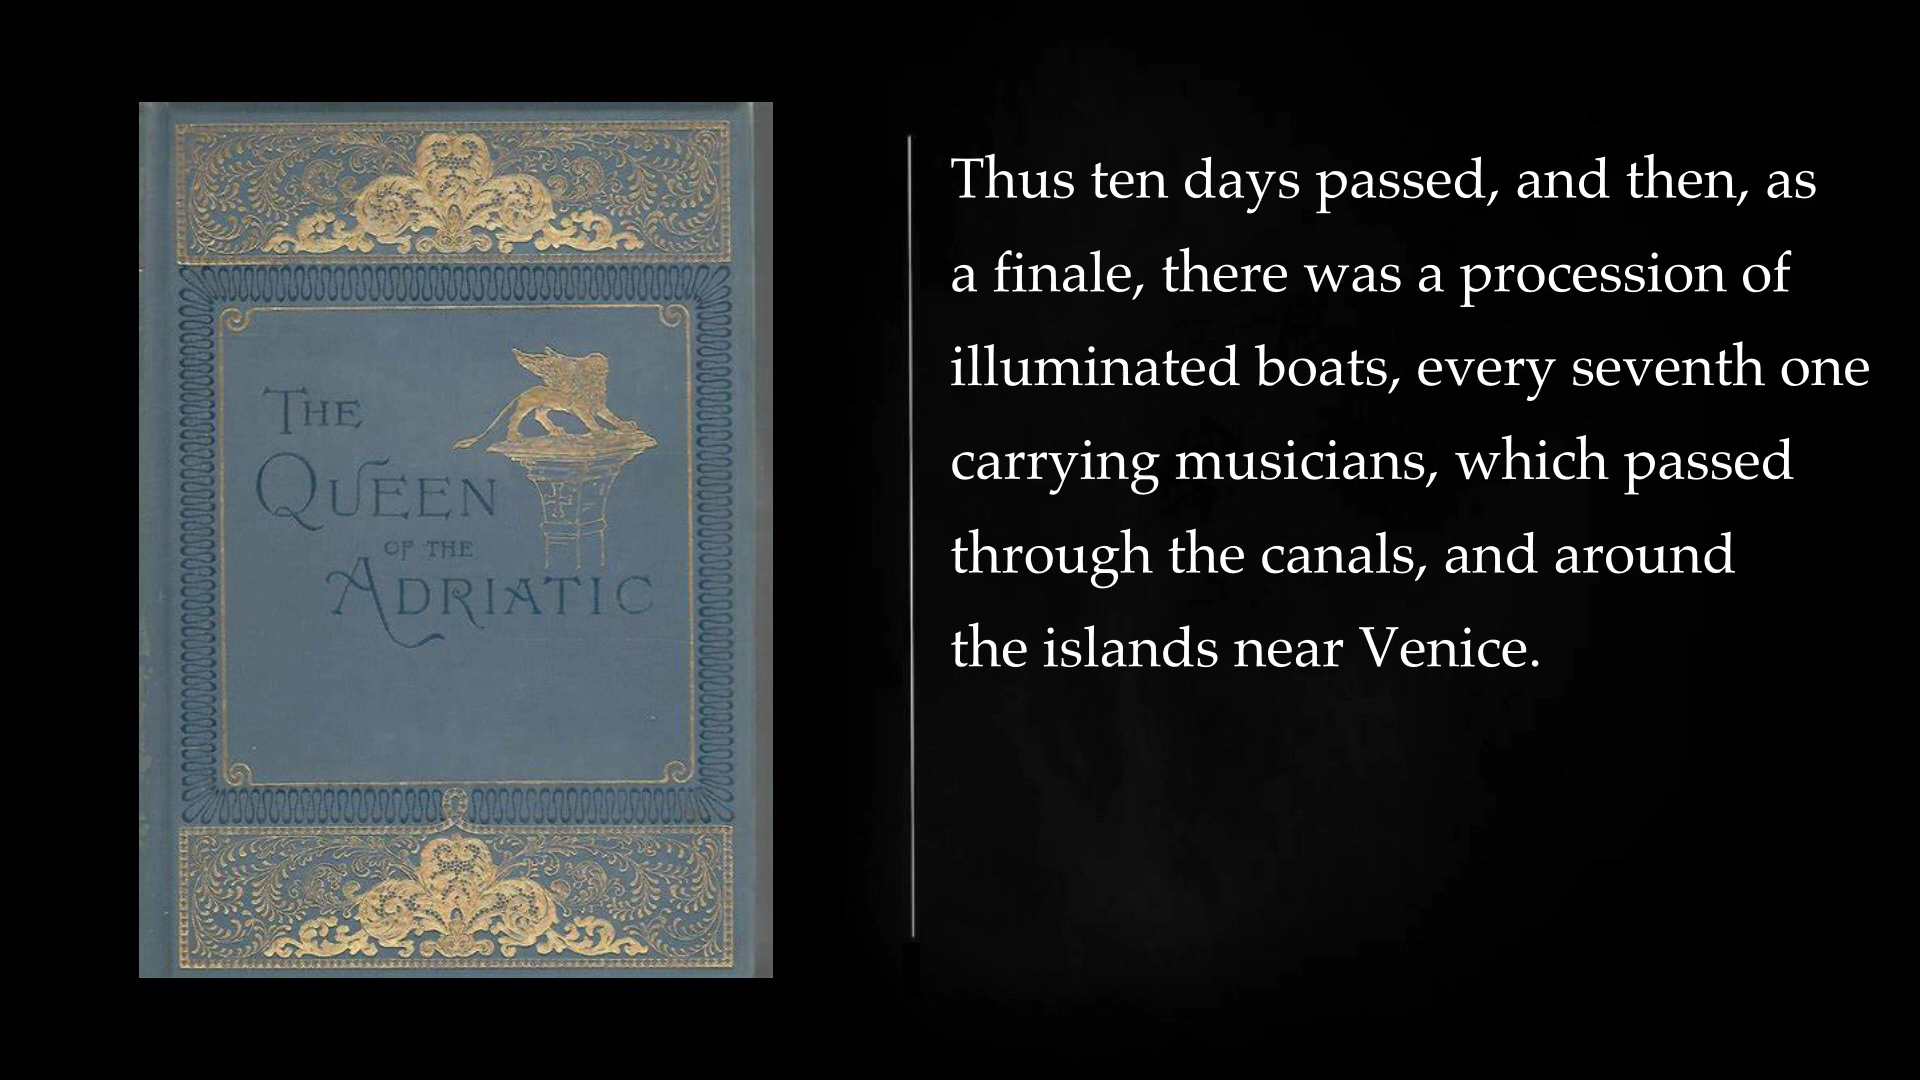 THE
QUEEN
OF THE
ADRIATIC
Thus ten days passed, and then, as
a finale, there was a procession of
illuminated boats, every seventh one
carrying musicians, which passed
through the canals, and around
the islands near Venice.